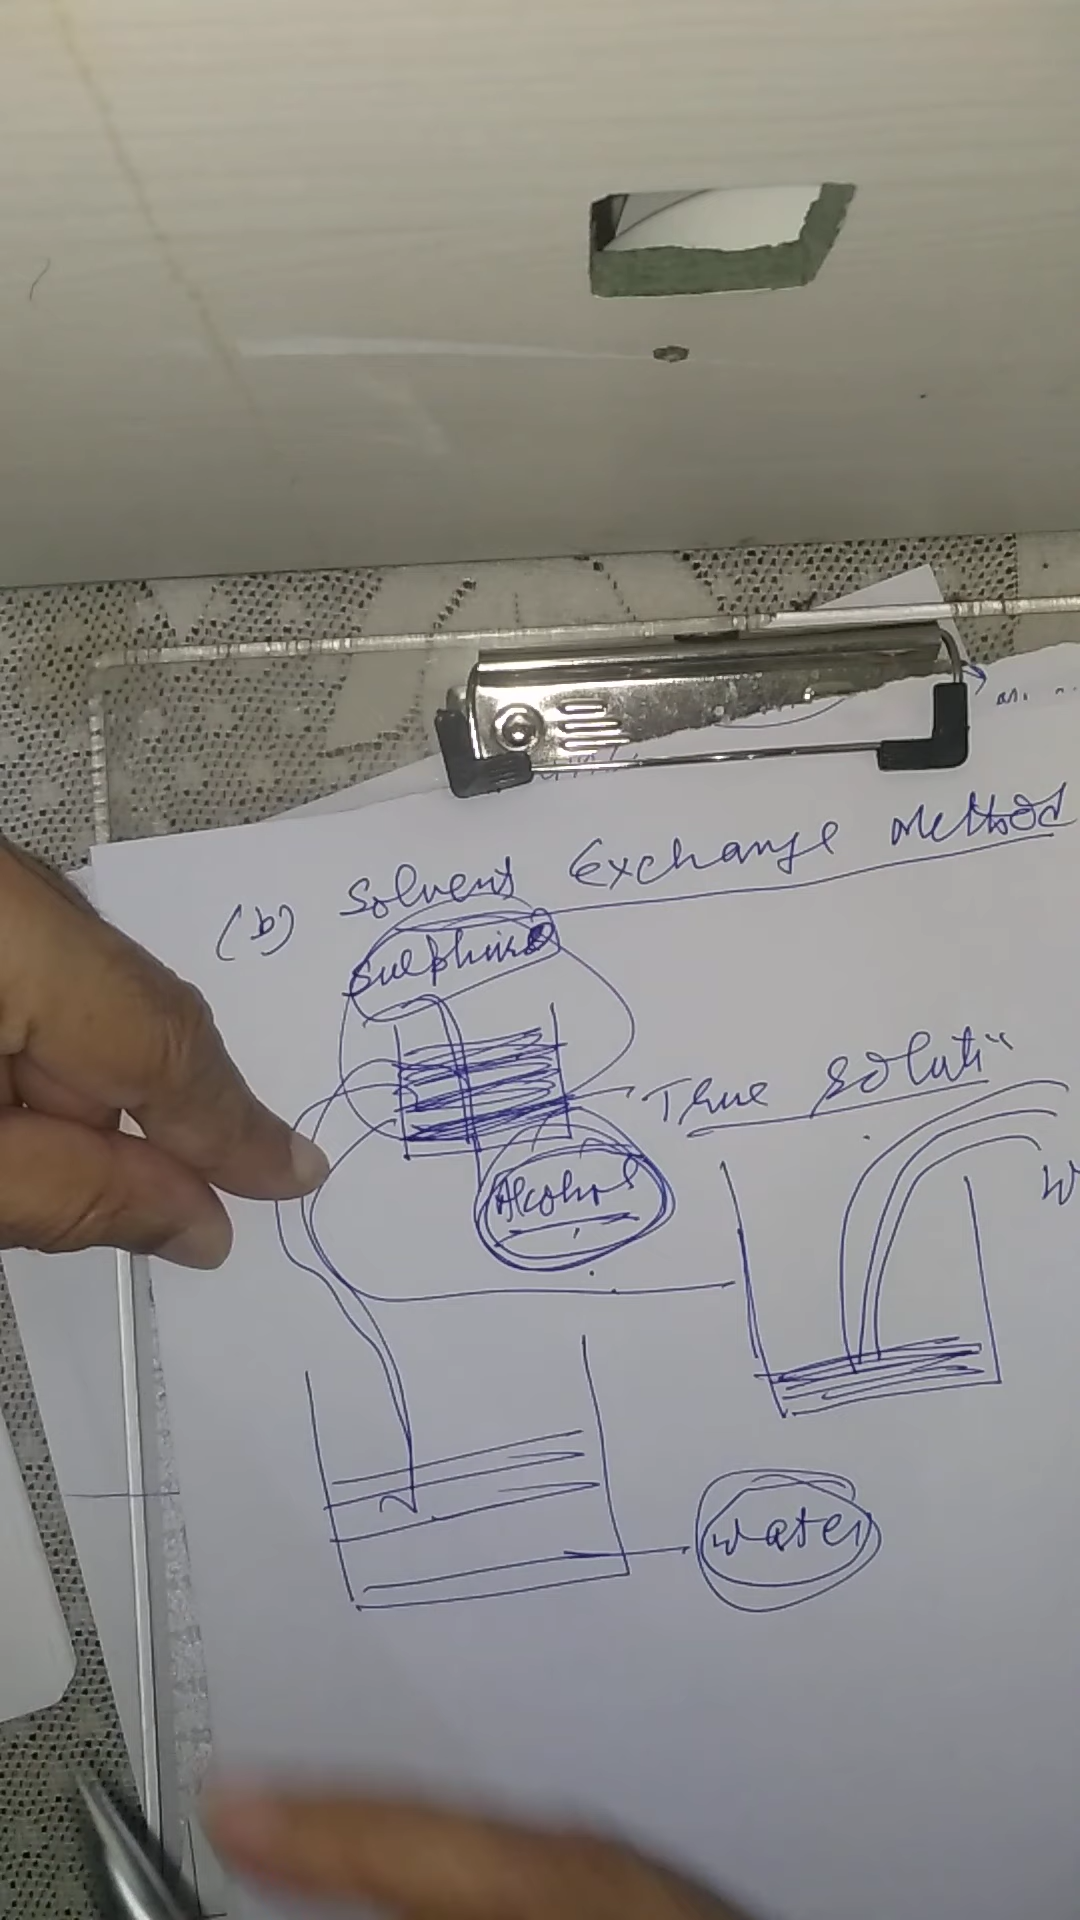 (b) Solvent Exchange Method
Sulphur
True Soluti
Alcohol
W
water